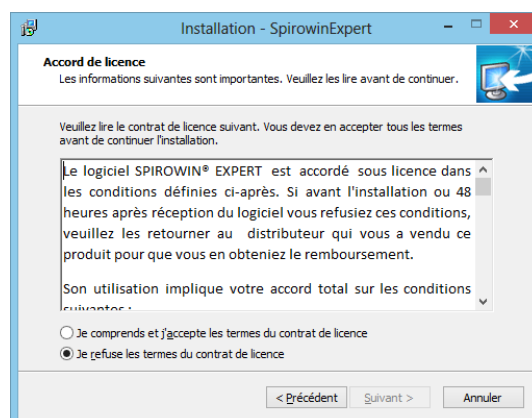 Installation - SpirowinExpert
Accord de licence
Les informations suivantes sont importantes. Veuillez les lire avant de continuer.
Veuillez lire le contrat de licence suivant. Vous devez en accepter tous les termes
avant de continuer l'installation.
Le logiciel SPIROWIN® EXPERT est accordé sous licence dans
les conditions définies ci-après. Si avant l'installation ou 48
heures après réception du logiciel vous refusiez ces conditions,
veuillez les retourner au distributeur qui vous a vendu ce
produit pour que vous en obteniez le remboursement.
Son utilisation implique votre accord total sur les conditions
suivantes :
Je comprends et j'accepte les termes du contrat de licence
Je refuse les termes du contrat de licence
< Précédent
Suivant >
Annuler